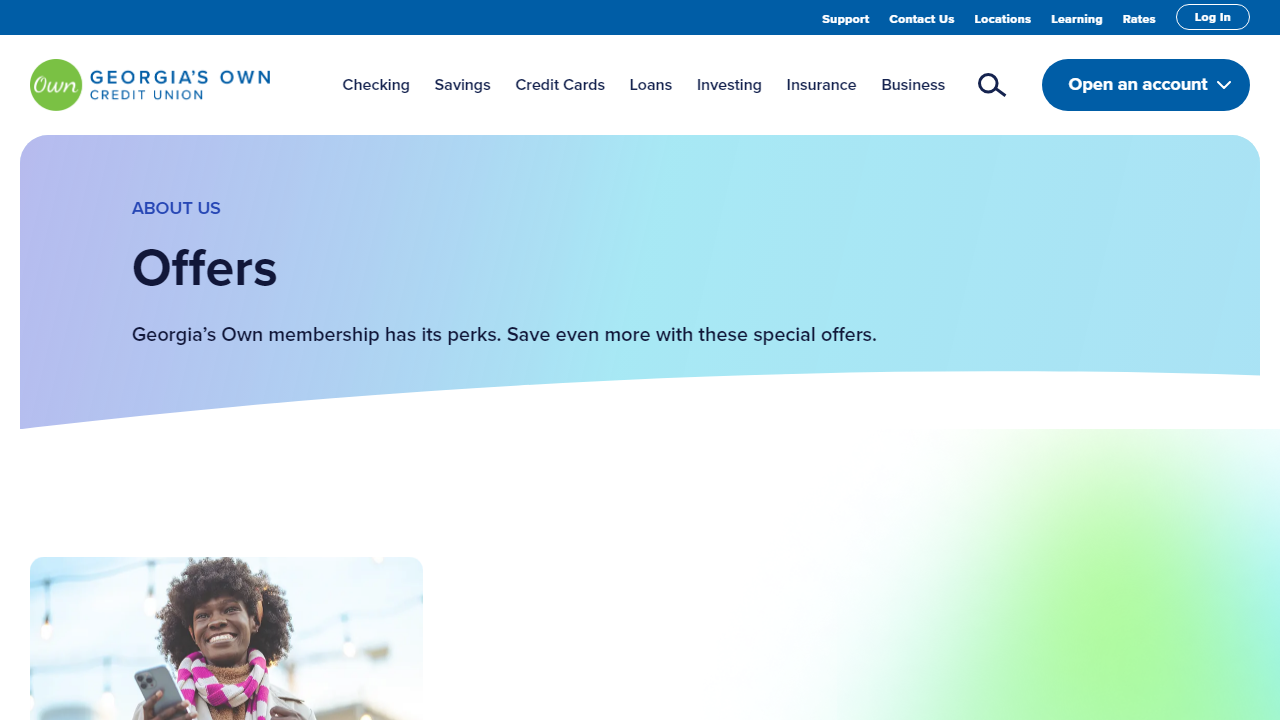 Support Contact Us Locations Learning Rates Log In
Own GEORGIA'S OWN
CREDIT UNION
Checking Savings Credit Cards Loans Investing Insurance Business Open an account
ABOUT US
Offers
Georgia’s Own membership has its perks. Save even more with these special offers.